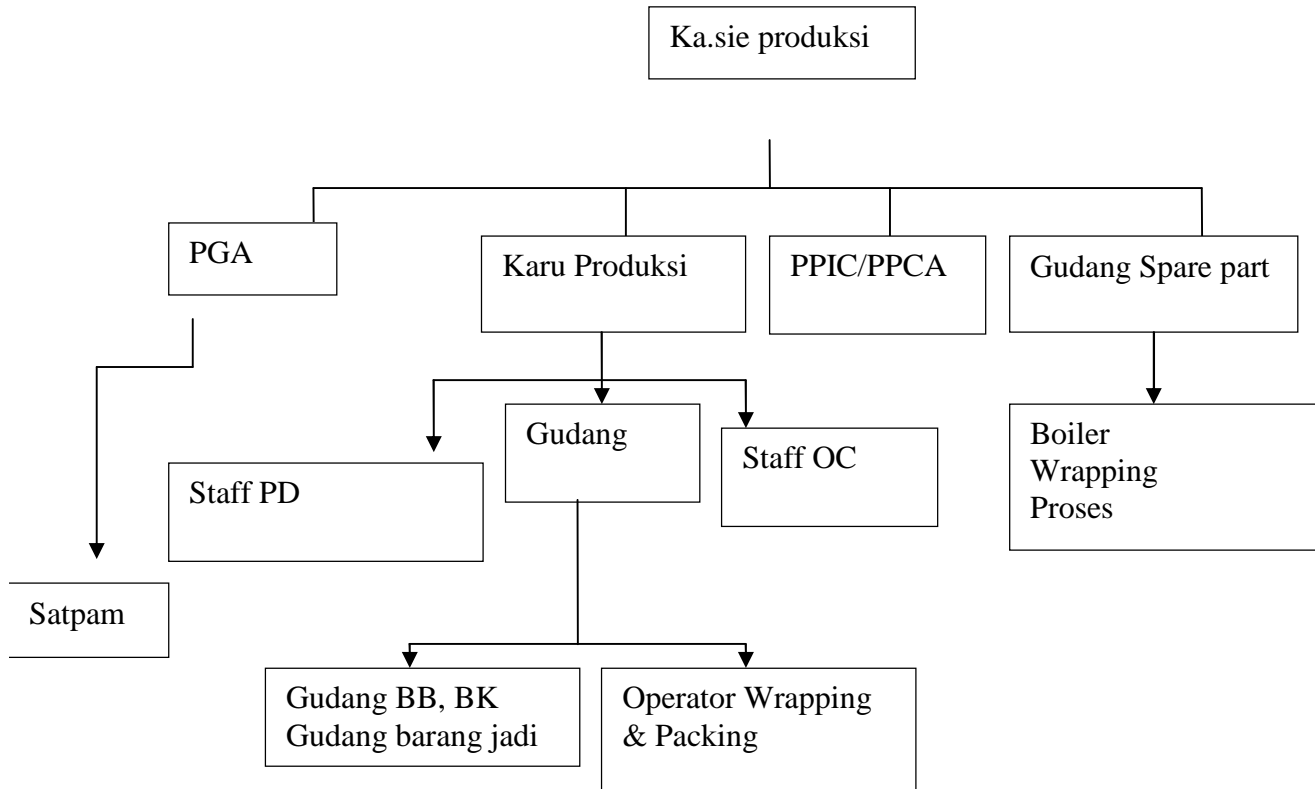 Ka.sie produksi
PGA
Karu Produksi
PPIC/PPCA
Gudang Spare part
Gudang
Staff OC
Staff PD
Boiler
Wrapping
Proses
Satpam
Gudang BB, BK
Gudang barang jadi
Operator Wrapping
& Packing